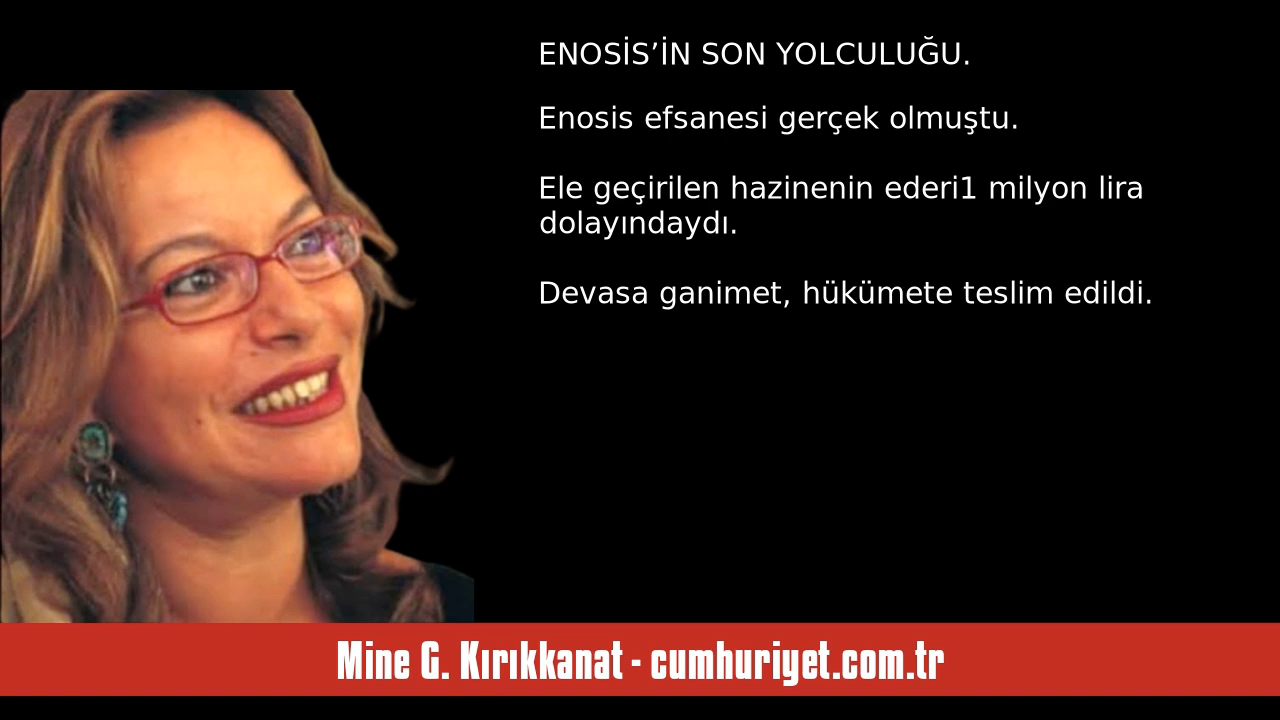 ENOSİS’İN SON YOLCULUĞU.
Enosis efsanesi gerçek olmuştu.
Ele geçirilen hazinenin ederi1 milyon lira
dolayındaydı.
Devasa ganimet, hükümete teslim edildi.
Mine G. Kırıkkanat - cumhuriyet.com.tr